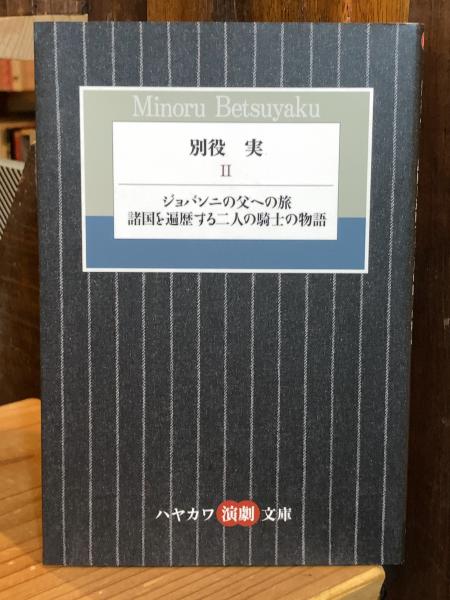 Minoru Betsuyaku
別役 実
II
ジョバンニの父への旅
諸国を遍歴する二人の騎士の物語
ハヤカワ演劇文庫